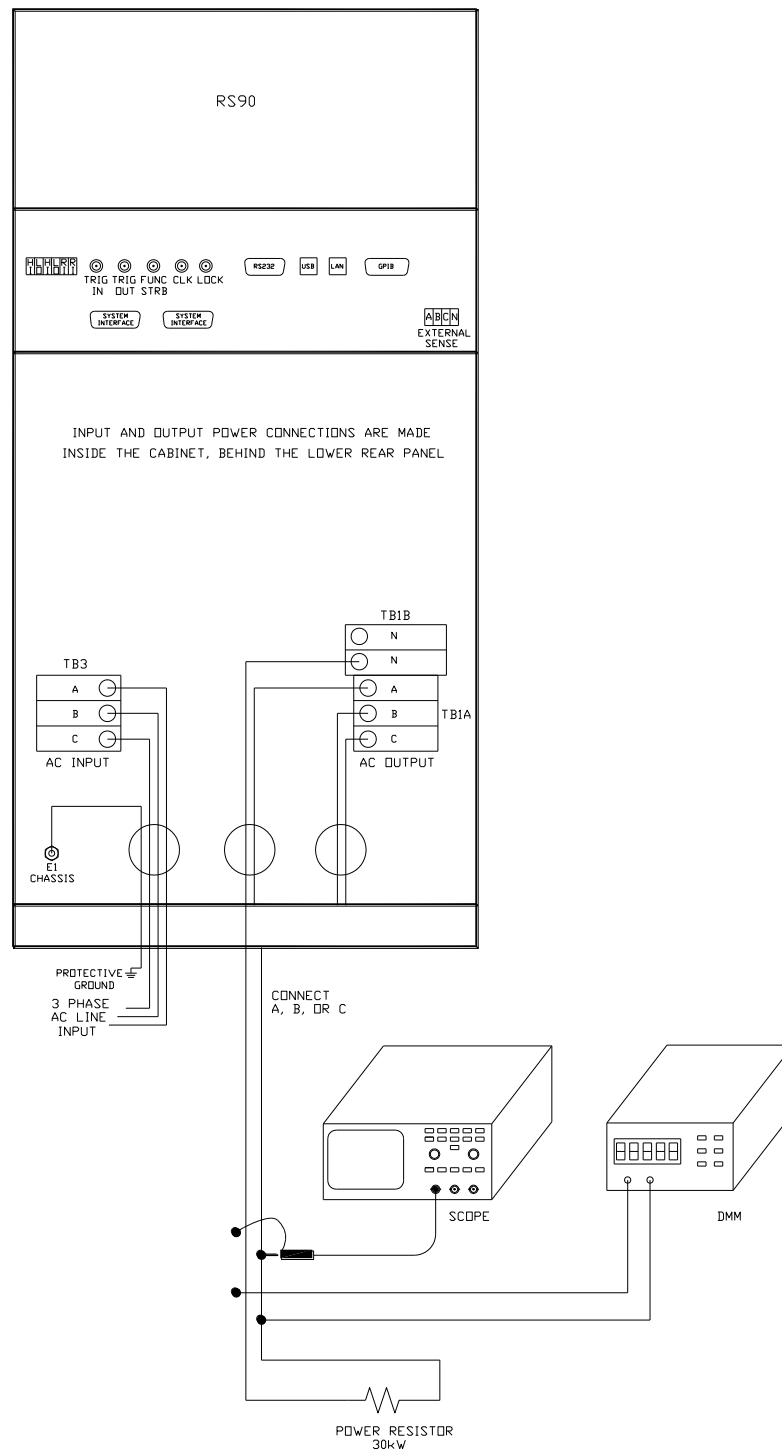 RS90
HLHLRR
IOIOII
TRIG TRIG FUNC CLK LOCK
IN OUT STRB
RS232 USB LAN GPIB
SYSTEM INTERFACE
SYSTEM INTERFACE
ABCN
EXTERNAL
SENSE
INPUT AND OUTPUT POWER CONNECTIONS ARE MADE
INSIDE THE CABINET, BEHIND THE LOWER REAR PANEL
TB1B
N
N
TB3
A
B
C
AC INPUT
A
B
C
TB1A
AC OUTPUT
E1
CHASSIS
PROTECTIVE
GROUND
3 PHASE
AC LINE
INPUT
CONNECT
A, B, OR C
SCOPE
DMM
POWER RESISTOR
30kW